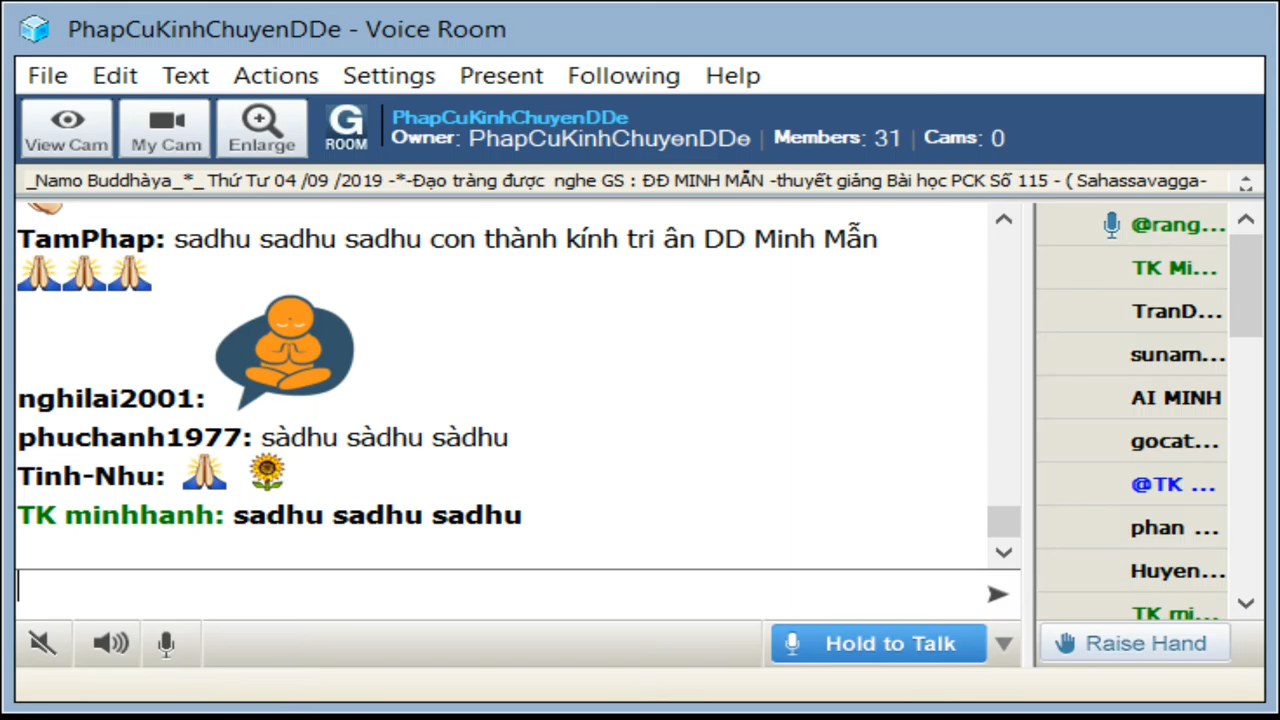 PhapCuKinhChuyenDDe - Voice Room
File Edit Text Actions Settings Present Following Help
View Cam My Cam Enlarge G ROOM
PhapCuKinhChuyenDDe
Owner: PhapCuKinhChuyenDDe | Members: 31 | Cams: 0
_Namo Buddhàya_*_ Thứ Tư 04 /09 /2019 -*-Đạo tràng được nghe GS : ĐĐ MINH MẪN -thuyết giảng Bài học PCK Số 115 - ( Sahassavagga-
TamPhap: sadhu sadhu sadhu con thành kính tri ân DD Minh Mẫn
nghilai2001:
phuchanh1977: sàdhu sàdhu sàdhu
Tinh-Nhu:
TK minhhanh: sadhu sadhu sadhu
@rang...
TK Mi...
TranD...
sunam...
AI MINH
gocat...
@TK ...
phan ...
Huyen...
TK mi...
Hold to Talk
Raise Hand